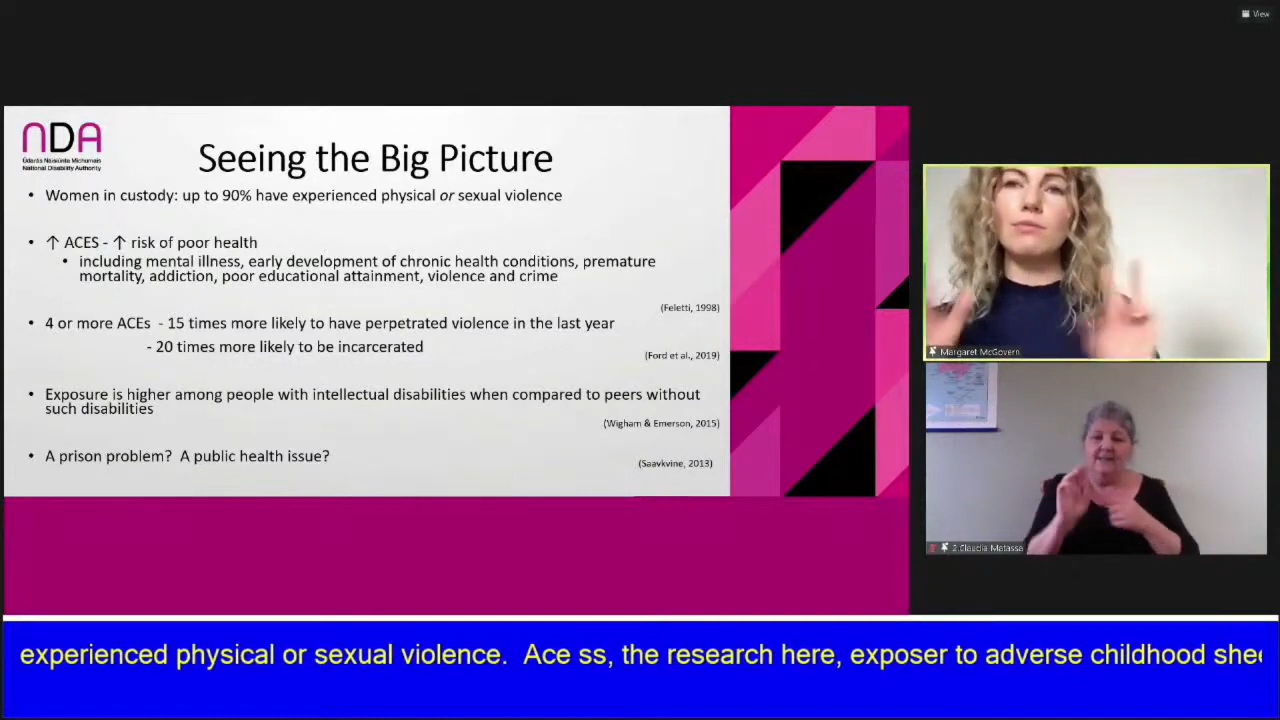 View
NDA
Údarás Náisiúnta Míchumais
National Disability Authority
Seeing the Big Picture
• Women in custody: up to 90% have experienced physical or sexual violence
• ↑ ACES - ↑ risk of poor health
• including mental illness, early development of chronic health conditions, premature
mortality, addiction, poor educational attainment, violence and crime
(Feletti, 1998)
• 4 or more ACEs - 15 times more likely to have perpetrated violence in the last year
- 20 times more likely to be incarcerated
(Ford et al., 2019)
• Exposure is higher among people with intellectual disabilities when compared to peers without
such disabilities
(Wigham & Emerson, 2015)
• A prison problem? A public health issue?
(Saavkvine, 2013)
Margaret McGovern
2.Claudia Matassa
experienced physical or sexual violence. Ace ss, the research here, exposer to adverse childhood